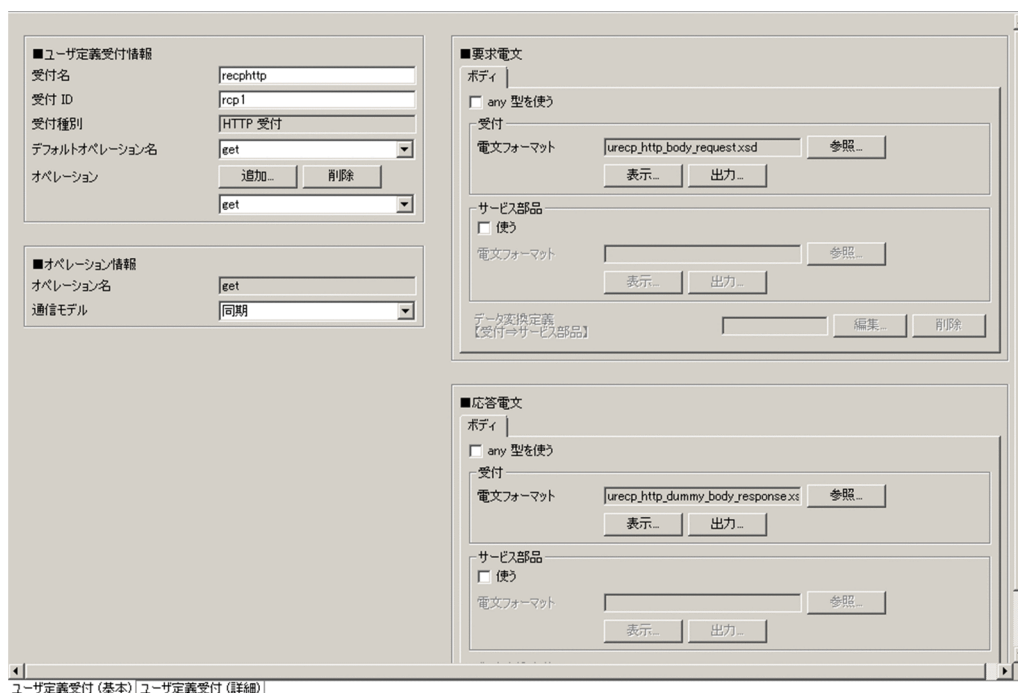 ■ユーザ定義受付情報
受付名 recphttp
受付 ID rcp1
受付種別 HTTP 受付
デフォルトオペレーション名 get
オペレーション 追加... 削除
get
■オペレーション情報
オペレーション名 get
通信モデル 同期
■要求電文
ボディ
any 型を使う
受付
電文フォーマット urecp_http_body_request.xsd 参照...
表示... 出力...
サービス部品
使う
電文フォーマット 参照...
表示... 出力...
データ変換定義
【受付⇒サービス部品】 編集... 削除
■応答電文
ボディ
any 型を使う
受付
電文フォーマット urecp_http_dummy_body_response.xs 参照...
表示... 出力...
サービス部品
使う
電文フォーマット 参照...
表示... 出力...
ユーザ定義受付 (基本) ユーザ定義受付 (詳細)